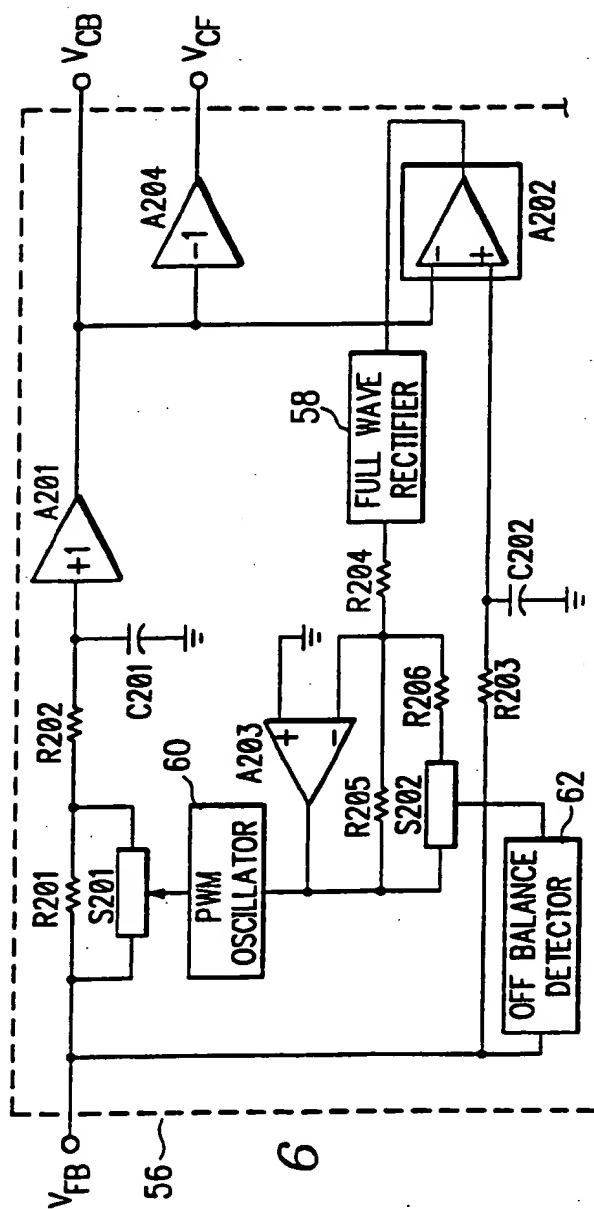 V_FB
56
6
R201
S201
R202
C201
A201
+1
V_CB
A204
-1
V_CF
60
PWM
OSCILLATOR
A203
+
-
R204
58
FULL WAVE
RECTIFIER
R205
R206
S202
A202
-
+
R203
C202
62
OFF BALANCE
DETECTOR